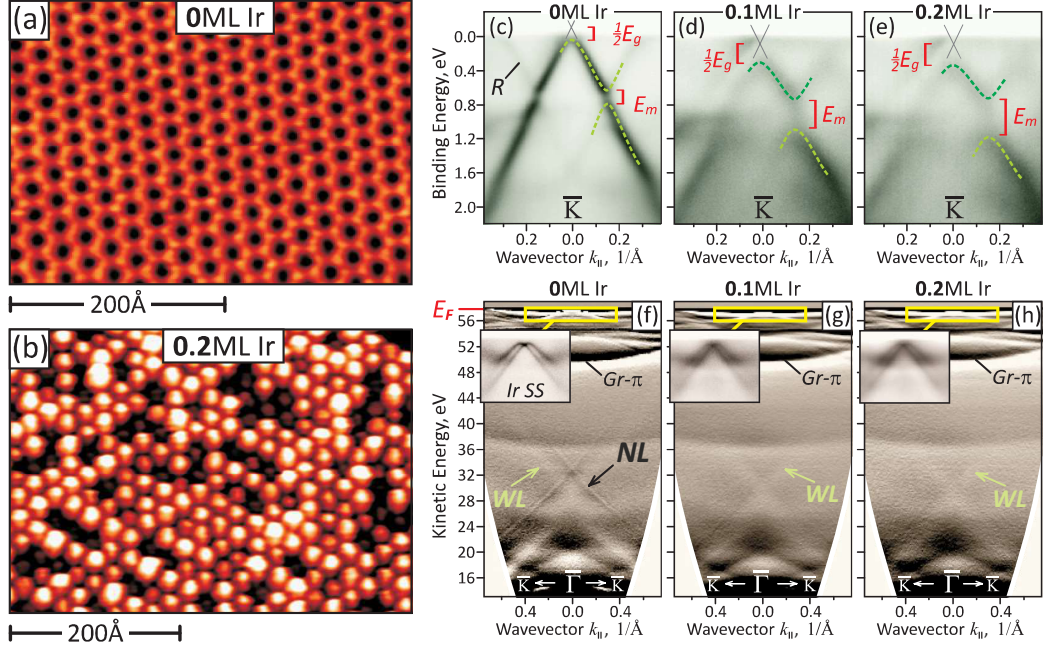 (a)
0ML Ir
200Å
(b)
0.2ML Ir
200Å
0ML Ir
(c)
½Eg
R
Em
K̅
Binding Energy, eV
0.0
0.4
0.8
1.2
1.6
2.0
0.2 0.0 0.2
Wavevector k||, 1/Å
0.1ML Ir
(d)
½Eg
Em
K̅
0.2 0.0 0.2
Wavevector k||, 1/Å
0.2ML Ir
(e)
½Eg
Em
K̅
0.2 0.0 0.2
Wavevector k||, 1/Å
0ML Ir
EF
(f)
Ir SS
Gr-π
NL
WL
K̅ Γ̅ K̅
Kinetic Energy, eV
56
52
48
44
40
36
32
28
24
20
16
0.4 0.0 0.4
Wavevector k||, 1/Å
0.1ML Ir
(g)
Gr-π
WL
K̅ Γ̅ K̅
0.4 0.0 0.4
Wavevector k||, 1/Å
0.2ML Ir
(h)
Gr-π
WL
K̅ Γ̅ K̅
0.4 0.0 0.4
Wavevector k||, 1/Å